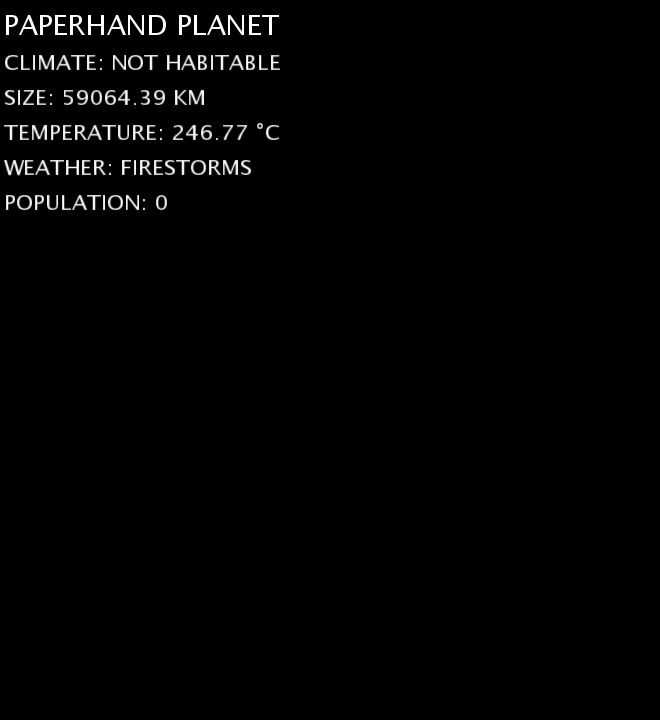 PAPERHAND PLANET
CLIMATE: NOT HABITABLE
SIZE: 59064.39 KM
TEMPERATURE: 246.77 °C
WEATHER: FIRESTORMS
POPULATION: 0